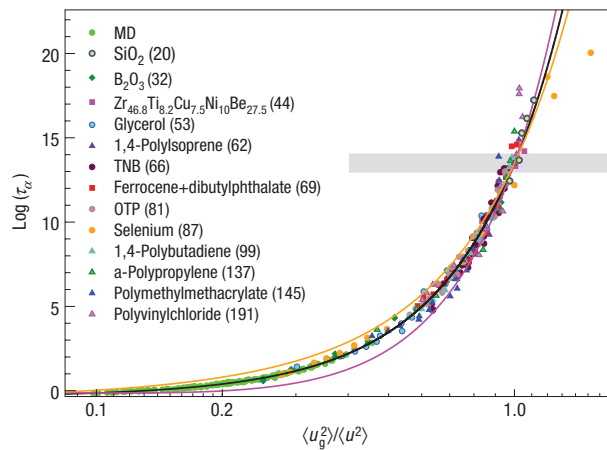 20
15
10
5
0
Log (τα)
MD
SiO2 (20)
B2O3 (32)
Zr46.8Ti8.2Cu7.5Ni10Be27.5 (44)
Glycerol (53)
1,4-PolyIsoprene (62)
TNB (66)
Ferrocene+dibutylphthalate (69)
OTP (81)
Selenium (87)
1,4-Polybutadiene (99)
a-Polypropylene (137)
Polymethylmethacrylate (145)
Polyvinylchloride (191)
0.1 0.2 1.0
⟨ug2⟩/⟨u2⟩